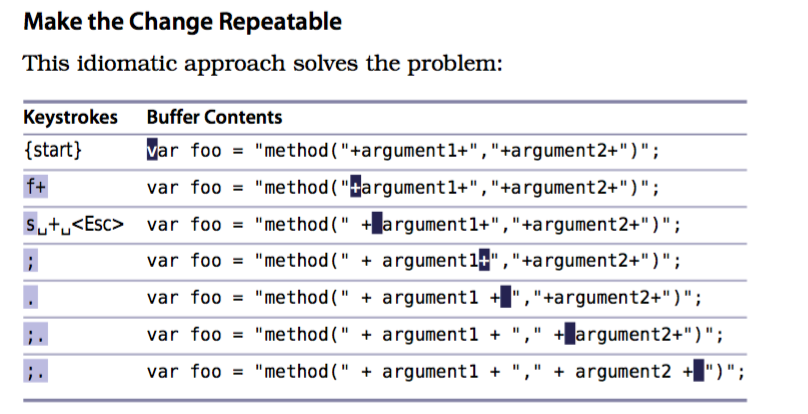 Make the Change Repeatable
This idiomatic approach solves the problem:
Keystrokes Buffer Contents
{start} var foo = "method("+argument1+","+argument2+")";
f+ var foo = "method("+argument1+","+argument2+")";
s␣+␣<Esc> var foo = "method(" + argument1+","+argument2+")";
; var foo = "method(" + argument1+","+argument2+")";
. var foo = "method(" + argument1 + ","+argument2+")";
;. var foo = "method(" + argument1 + "," + argument2+")";
;. var foo = "method(" + argument1 + "," + argument2 + ")";